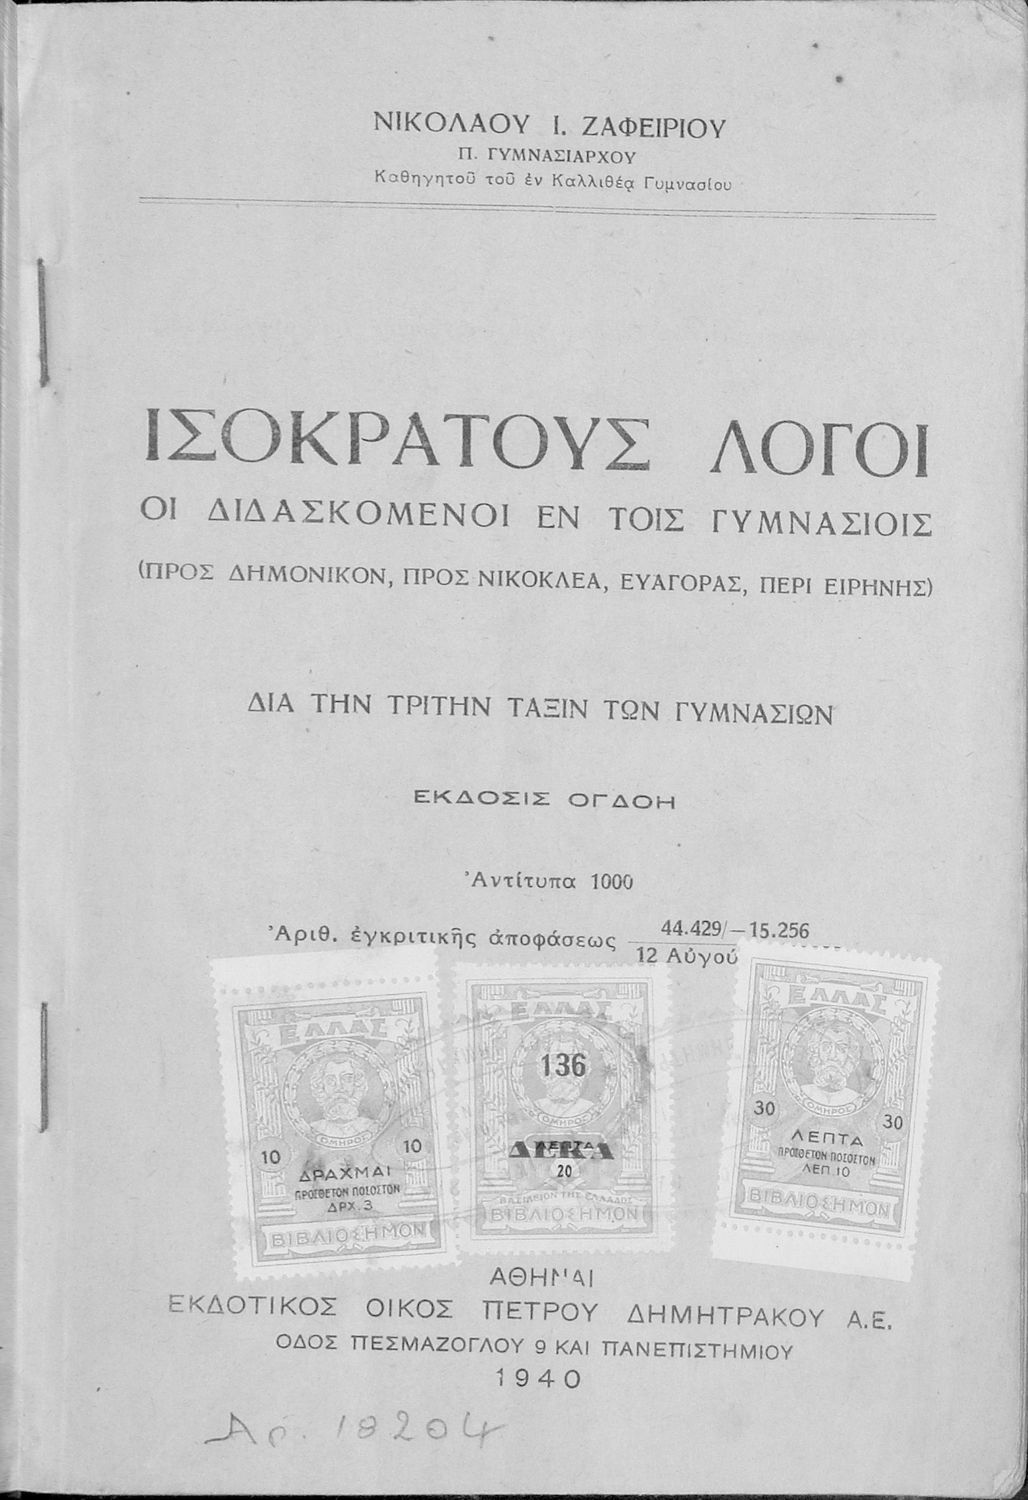 ΝΙΚΟΛΑΟΥ Ι. ΖΑΦΕΙΡΙΟΥ
Π. ΓΥΜΝΑΣΙΑΡΧΟΥ
Καθηγητοῦ τοῦ ἐν Καλλιθέᾳ Γυμνασίου
ΙΣΟΚΡΑΤΟΥΣ ΛΟΓΟΙ
ΟΙ ΔΙΔΑΣΚΟΜΕΝΟΙ ΕΝ ΤΟΙΣ ΓΥΜΝΑΣΙΟΙΣ
(ΠΡΟΣ ΔΗΜΟΝΙΚΟΝ, ΠΡΟΣ ΝΙΚΟΚΛΕΑ, ΕΥΑΓΟΡΑΣ, ΠΕΡΙ ΕΙΡΗΝΗΣ)
ΔΙΑ ΤΗΝ ΤΡΙΤΗΝ ΤΑΞΙΝ ΤΩΝ ΓΥΜΝΑΣΙΩΝ
ΕΚΔΟΣΙΣ ΟΓΔΟΗ
Ἀντίτυπα 1000
Ἀριθ. ἐγκριτικῆς ἀποφάσεως 44.429/—15.256
12 Αὐγού
ΕΛΛΑΣ
ΟΜΗΡΟΣ
10 10
ΔΡΑΧΜΑΙ
ΠΡΟΣΘΕΤΟΝ ΠΟΣΟΣΤΟΝ
ΔΡΧ. 3
ΒΙΒΛΙΟΣΗΜΟΝ
ΕΛΛΑΣ
136
ΔΕΚΑ
20
ΒΑΣΙΛΕΙΟΝ ΤΗΣ ΕΛΛΑΔΟΣ
ΒΙΒΛΙΟΣΗΜΟΝ
ΕΛΛΑΣ
ΟΜΗΡΟΣ
30 30
ΛΕΠΤΑ
ΠΡΟΣΘΕΤΟΝ ΠΟΣΟΣΤΟΝ
ΛΕΠ. 10
ΒΙΒΛΙΟΣΗΜΟΝ
ΑΘΗΝΑΙ
ΕΚΔΟΤΙΚΟΣ ΟΙΚΟΣ ΠΕΤΡΟΥ ΔΗΜΗΤΡΑΚΟΥ Α.Ε.
ΟΔΟΣ ΠΕΣΜΑΖΟΓΛΟΥ 9 ΚΑΙ ΠΑΝΕΠΙΣΤΗΜΙΟΥ
1940
Αρ. 18204